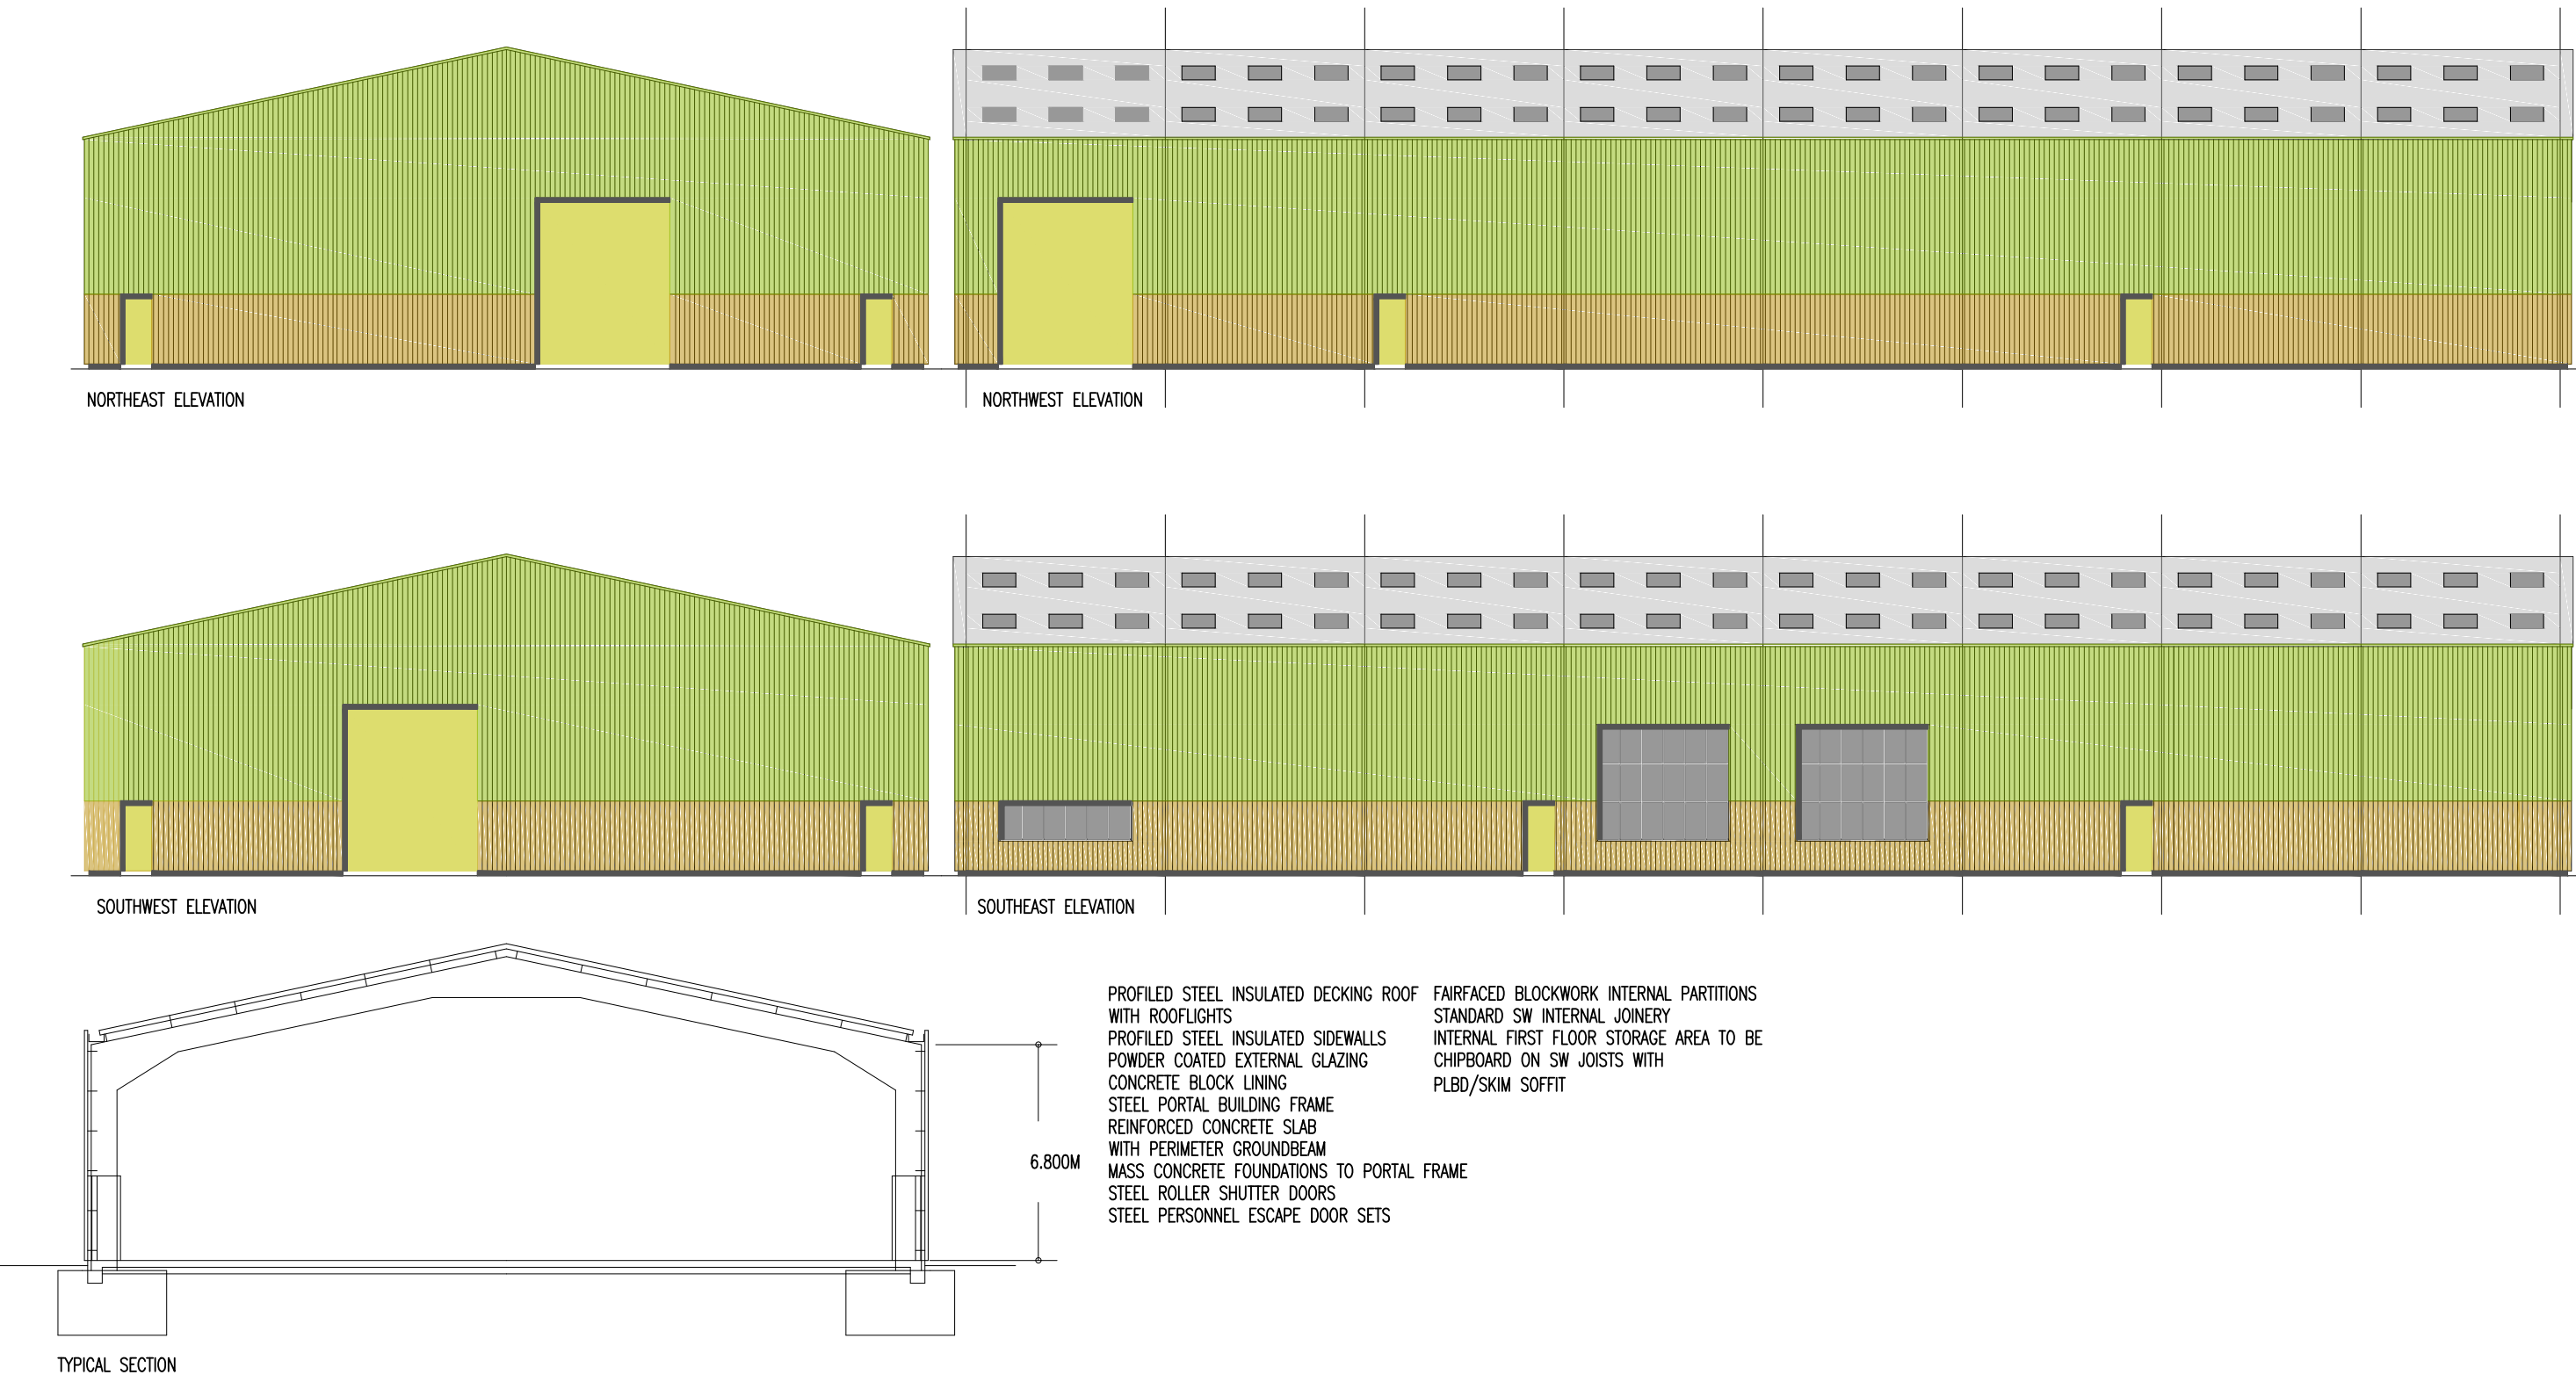 NORTHEAST ELEVATION
NORTHWEST ELEVATION
SOUTHWEST ELEVATION
SOUTHEAST ELEVATION
PROFILED STEEL INSULATED DECKING ROOF
WITH ROOFLIGHTS
PROFILED STEEL INSULATED SIDEWALLS
POWDER COATED EXTERNAL GLAZING
CONCRETE BLOCK LINING
STEEL PORTAL BUILDING FRAME
REINFORCED CONCRETE SLAB
WITH PERIMETER GROUNDBEAM
MASS CONCRETE FOUNDATIONS TO PORTAL FRAME
STEEL ROLLER SHUTTER DOORS
STEEL PERSONNEL ESCAPE DOOR SETS
FAIRFACED BLOCKWORK INTERNAL PARTITIONS
STANDARD SW INTERNAL JOINERY
INTERNAL FIRST FLOOR STORAGE AREA TO BE
CHIPBOARD ON SW JOISTS WITH
PLBD/SKIM SOFFIT
6.800M
TYPICAL SECTION